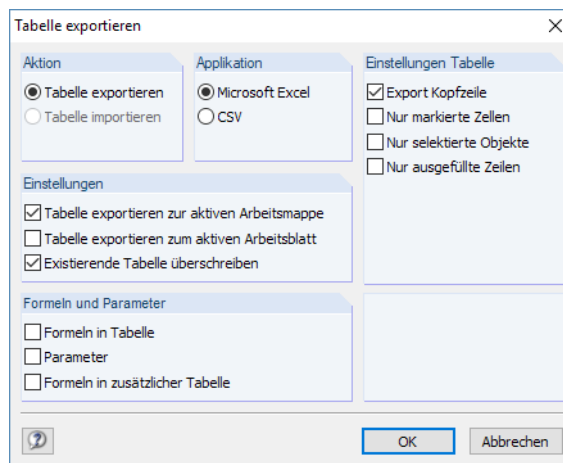 Tabelle exportieren
Aktion
Tabelle exportieren
Tabelle importieren
Applikation
Microsoft Excel
CSV
Einstellungen Tabelle
Export Kopfzeile
Nur markierte Zellen
Nur selektierte Objekte
Nur ausgefüllte Zeilen
Einstellungen
Tabelle exportieren zur aktiven Arbeitsmappe
Tabelle exportieren zum aktiven Arbeitsblatt
Existierende Tabelle überschreiben
Formeln und Parameter
Formeln in Tabelle
Parameter
Formeln in zusätzlicher Tabelle
OK
Abbrechen